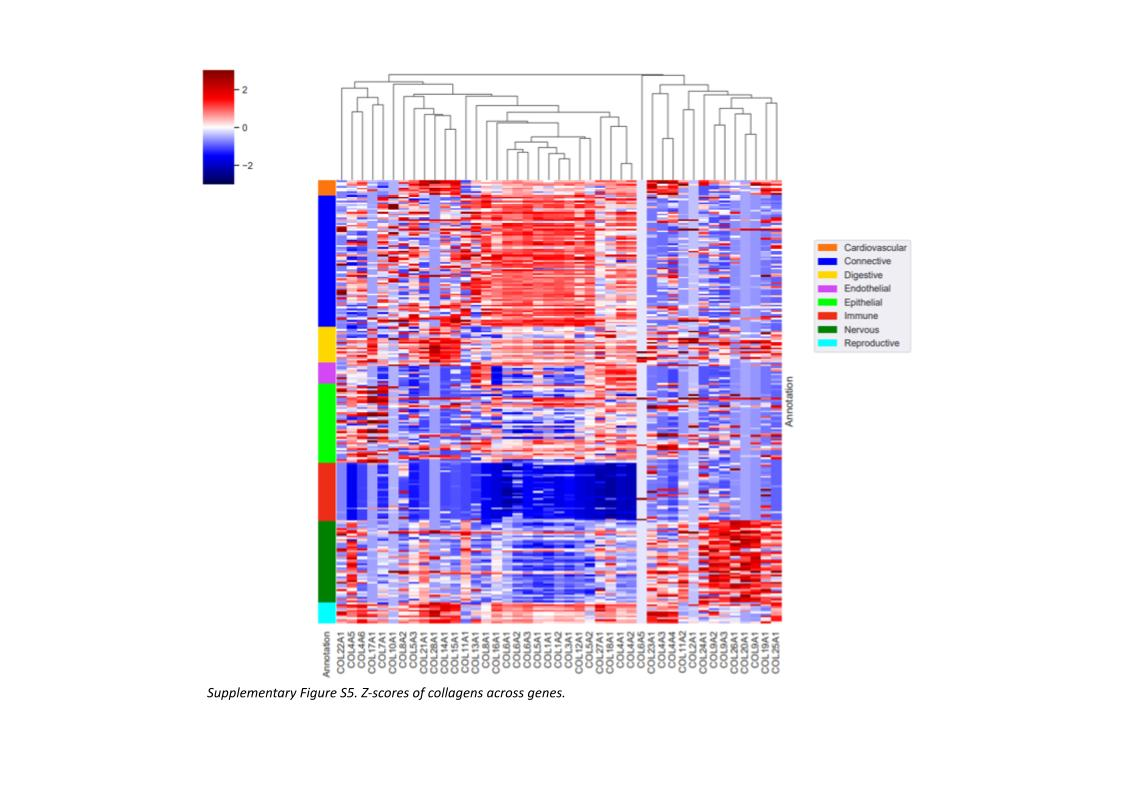 2
0
−2
Cardiovascular
Connective
Digestive
Endothelial
Epithelial
Immune
Nervous
Reproductive
Annotation
Annotation
COL22A1
COL4A5
COL4A6
COL17A1
COL7A1
COL10A1
COL8A2
COL5A3
COL21A1
COL28A1
COL14A1
COL15A1
COL11A1
COL13A1
COL8A1
COL16A1
COL6A1
COL6A2
COL6A3
COL5A1
COL1A1
COL1A2
COL3A1
COL12A1
COL5A2
COL27A1
COL18A1
COL4A1
COL4A2
COL6A5
COL23A1
COL4A3
COL4A4
COL11A2
COL2A1
COL24A1
COL9A2
COL9A3
COL26A1
COL20A1
COL9A1
COL19A1
COL25A1
Supplementary Figure S5. Z-scores of collagens across genes.